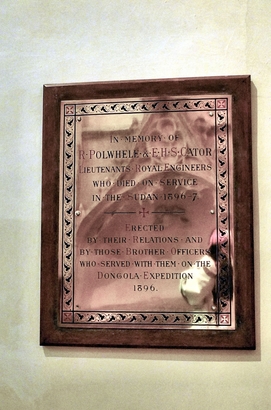 IN · MEMORY · OF
R · POLWHELE · & · E · H · S · CATOR
LIEUTENANTS · ROYAL · ENGINEERS
WHO · DIED · ON · SERVICE
IN · THE · SUDAN · 1896-7
ERECTED
BY · THEIR · RELATIONS · AND
BY · THOSE · BROTHER · OFFICERS
WHO · SERVED · WITH · THEM · ON · THE
DONGOLA · EXPEDITION
1896.